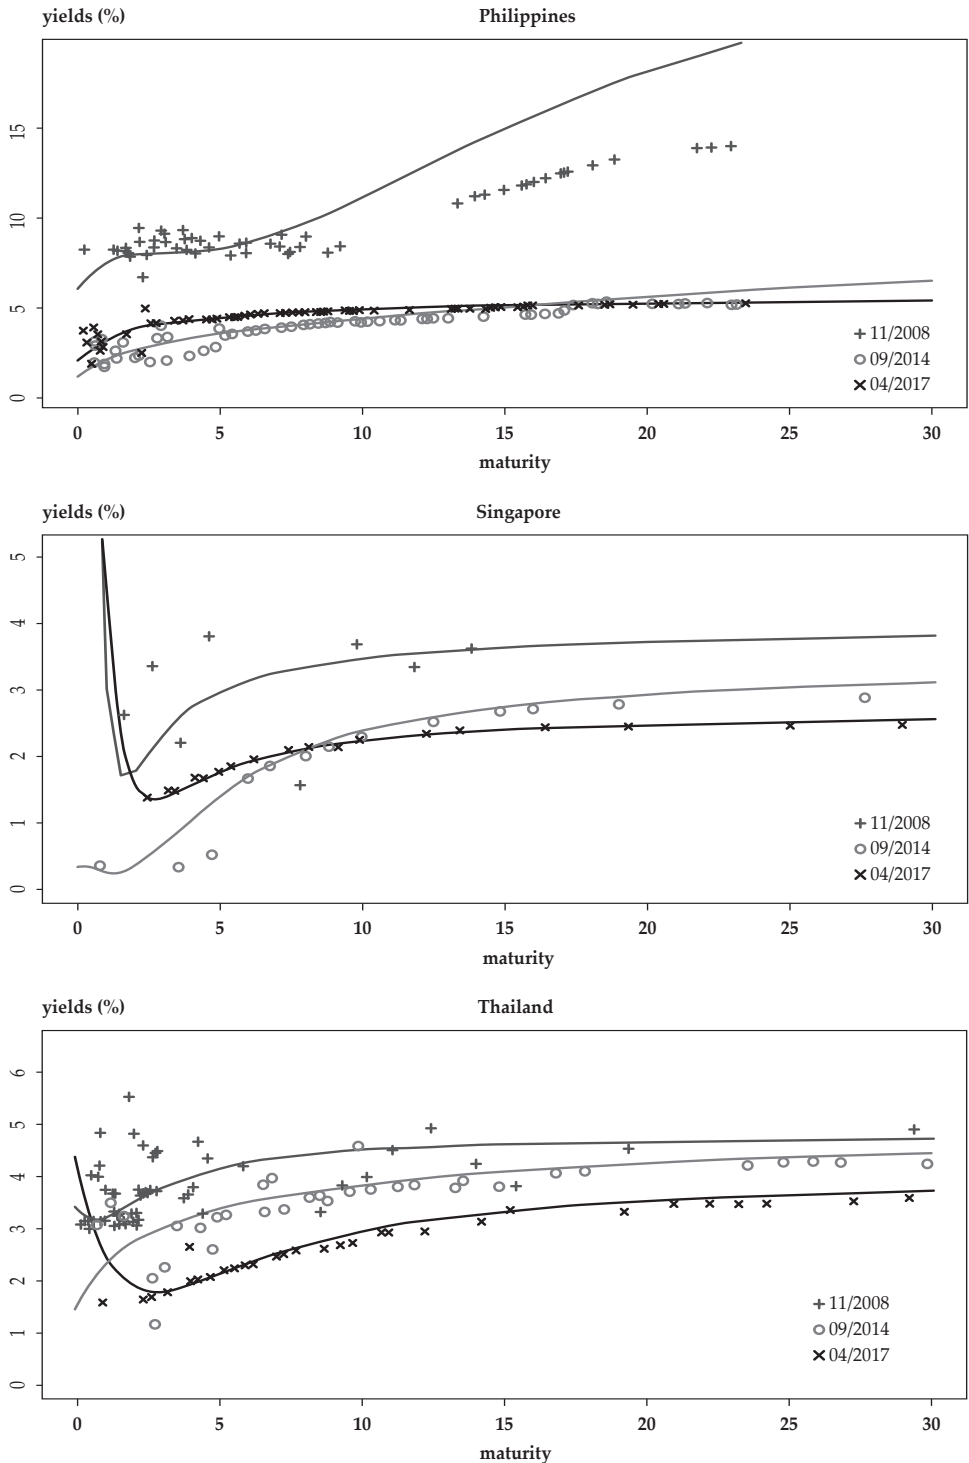 yields (%) Philippines
15
10
5
0
+ 11/2008
o 09/2014
x 04/2017
0 5 10 15 20 25 30
maturity
yields (%) Singapore
5
4
3
2
1
0
+ 11/2008
o 09/2014
x 04/2017
0 5 10 15 20 25 30
maturity
yields (%) Thailand
6
5
4
3
2
1
0
+ 11/2008
o 09/2014
x 04/2017
0 5 10 15 20 25 30
maturity